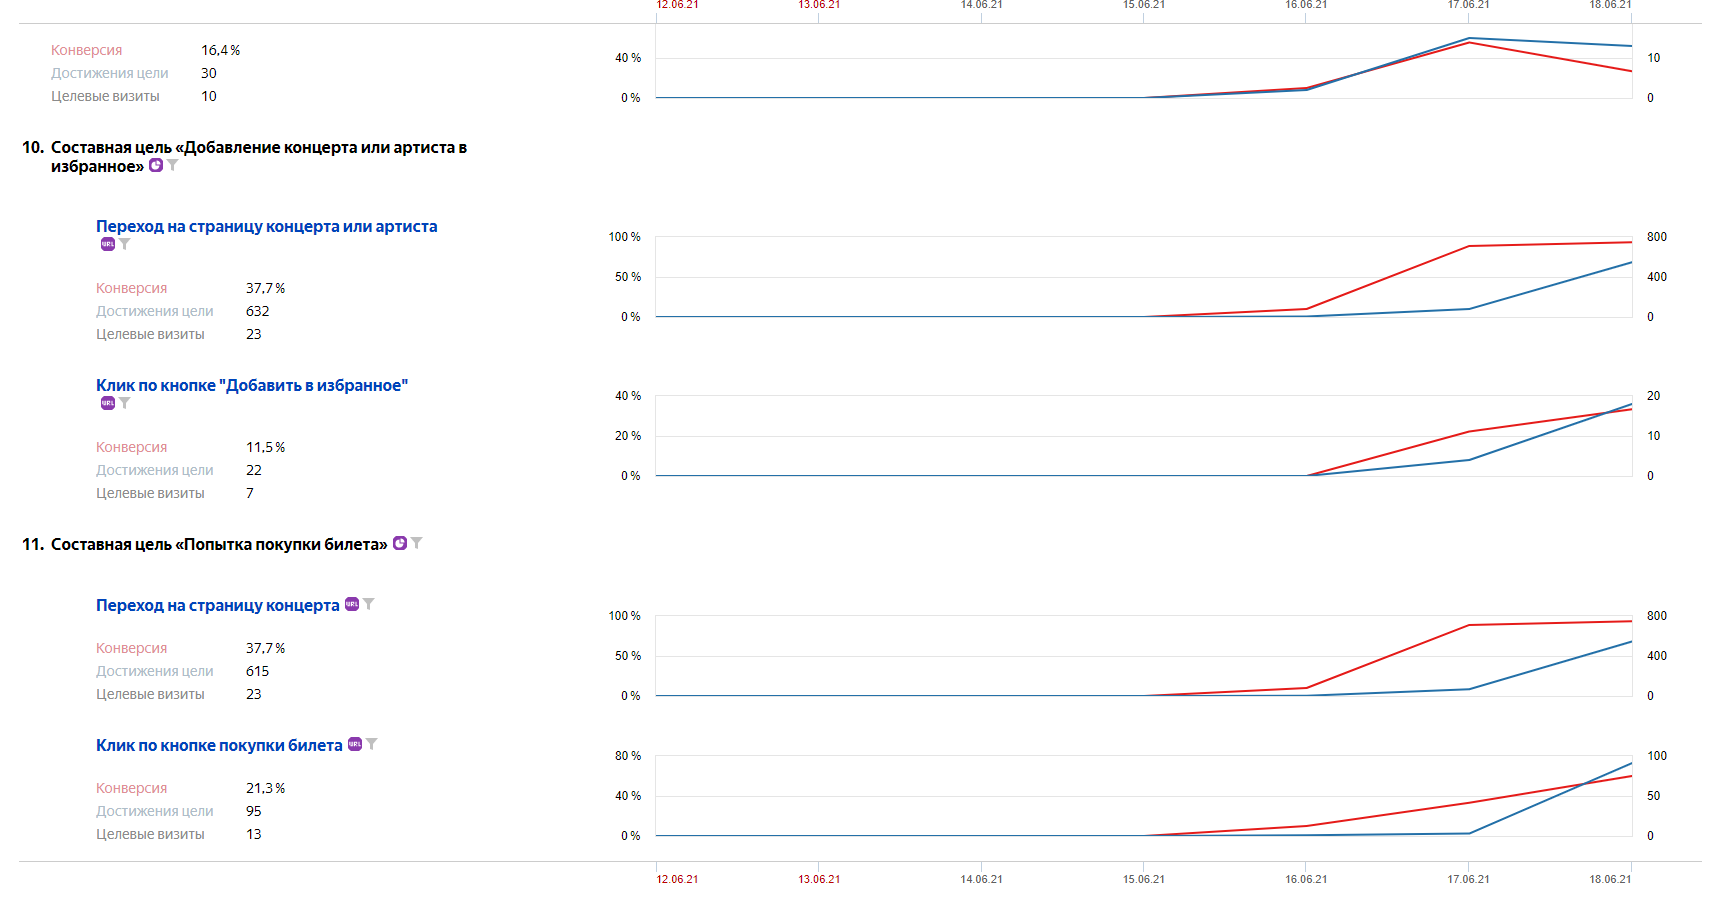 12.06.21 13.06.21 14.06.21 15.06.21 16.06.21 17.06.21 18.06.21
Конверсия 16,4 %
Достижения цели 30
Целевые визиты 10
40 % 10
0 % 0
10. Составная цель «Добавление концерта или артиста в
избранное»
Переход на страницу концерта или артиста
URL
Конверсия 37,7 %
Достижения цели 632
Целевые визиты 23
100 % 800
50 % 400
0 % 0
Клик по кнопке "Добавить в избранное"
URL
Конверсия 11,5 %
Достижения цели 22
Целевые визиты 7
40 % 20
20 % 10
0 % 0
11. Составная цель «Попытка покупки билета»
Переход на страницу концерта URL
Конверсия 37,7 %
Достижения цели 615
Целевые визиты 23
100 % 800
50 % 400
0 % 0
Клик по кнопке покупки билета URL
Конверсия 21,3 %
Достижения цели 95
Целевые визиты 13
80 % 100
40 % 50
0 % 0
12.06.21 13.06.21 14.06.21 15.06.21 16.06.21 17.06.21 18.06.21